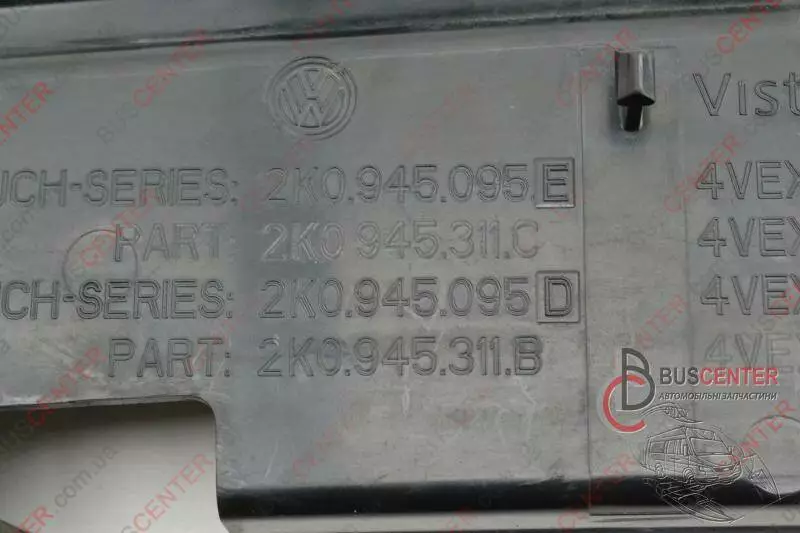 VIST
UCH-SERIES: 2K0.945.095.E 4VEX
PART: 2K0.945.311.C 4VEX
UCH-SERIES: 2K0.945.095 D 4VEX
PART: 2K0.945.311.B 4VEX
BUSCENTER
АВТОМОБІЛЬНІ ЗАПЧАСТИНИ